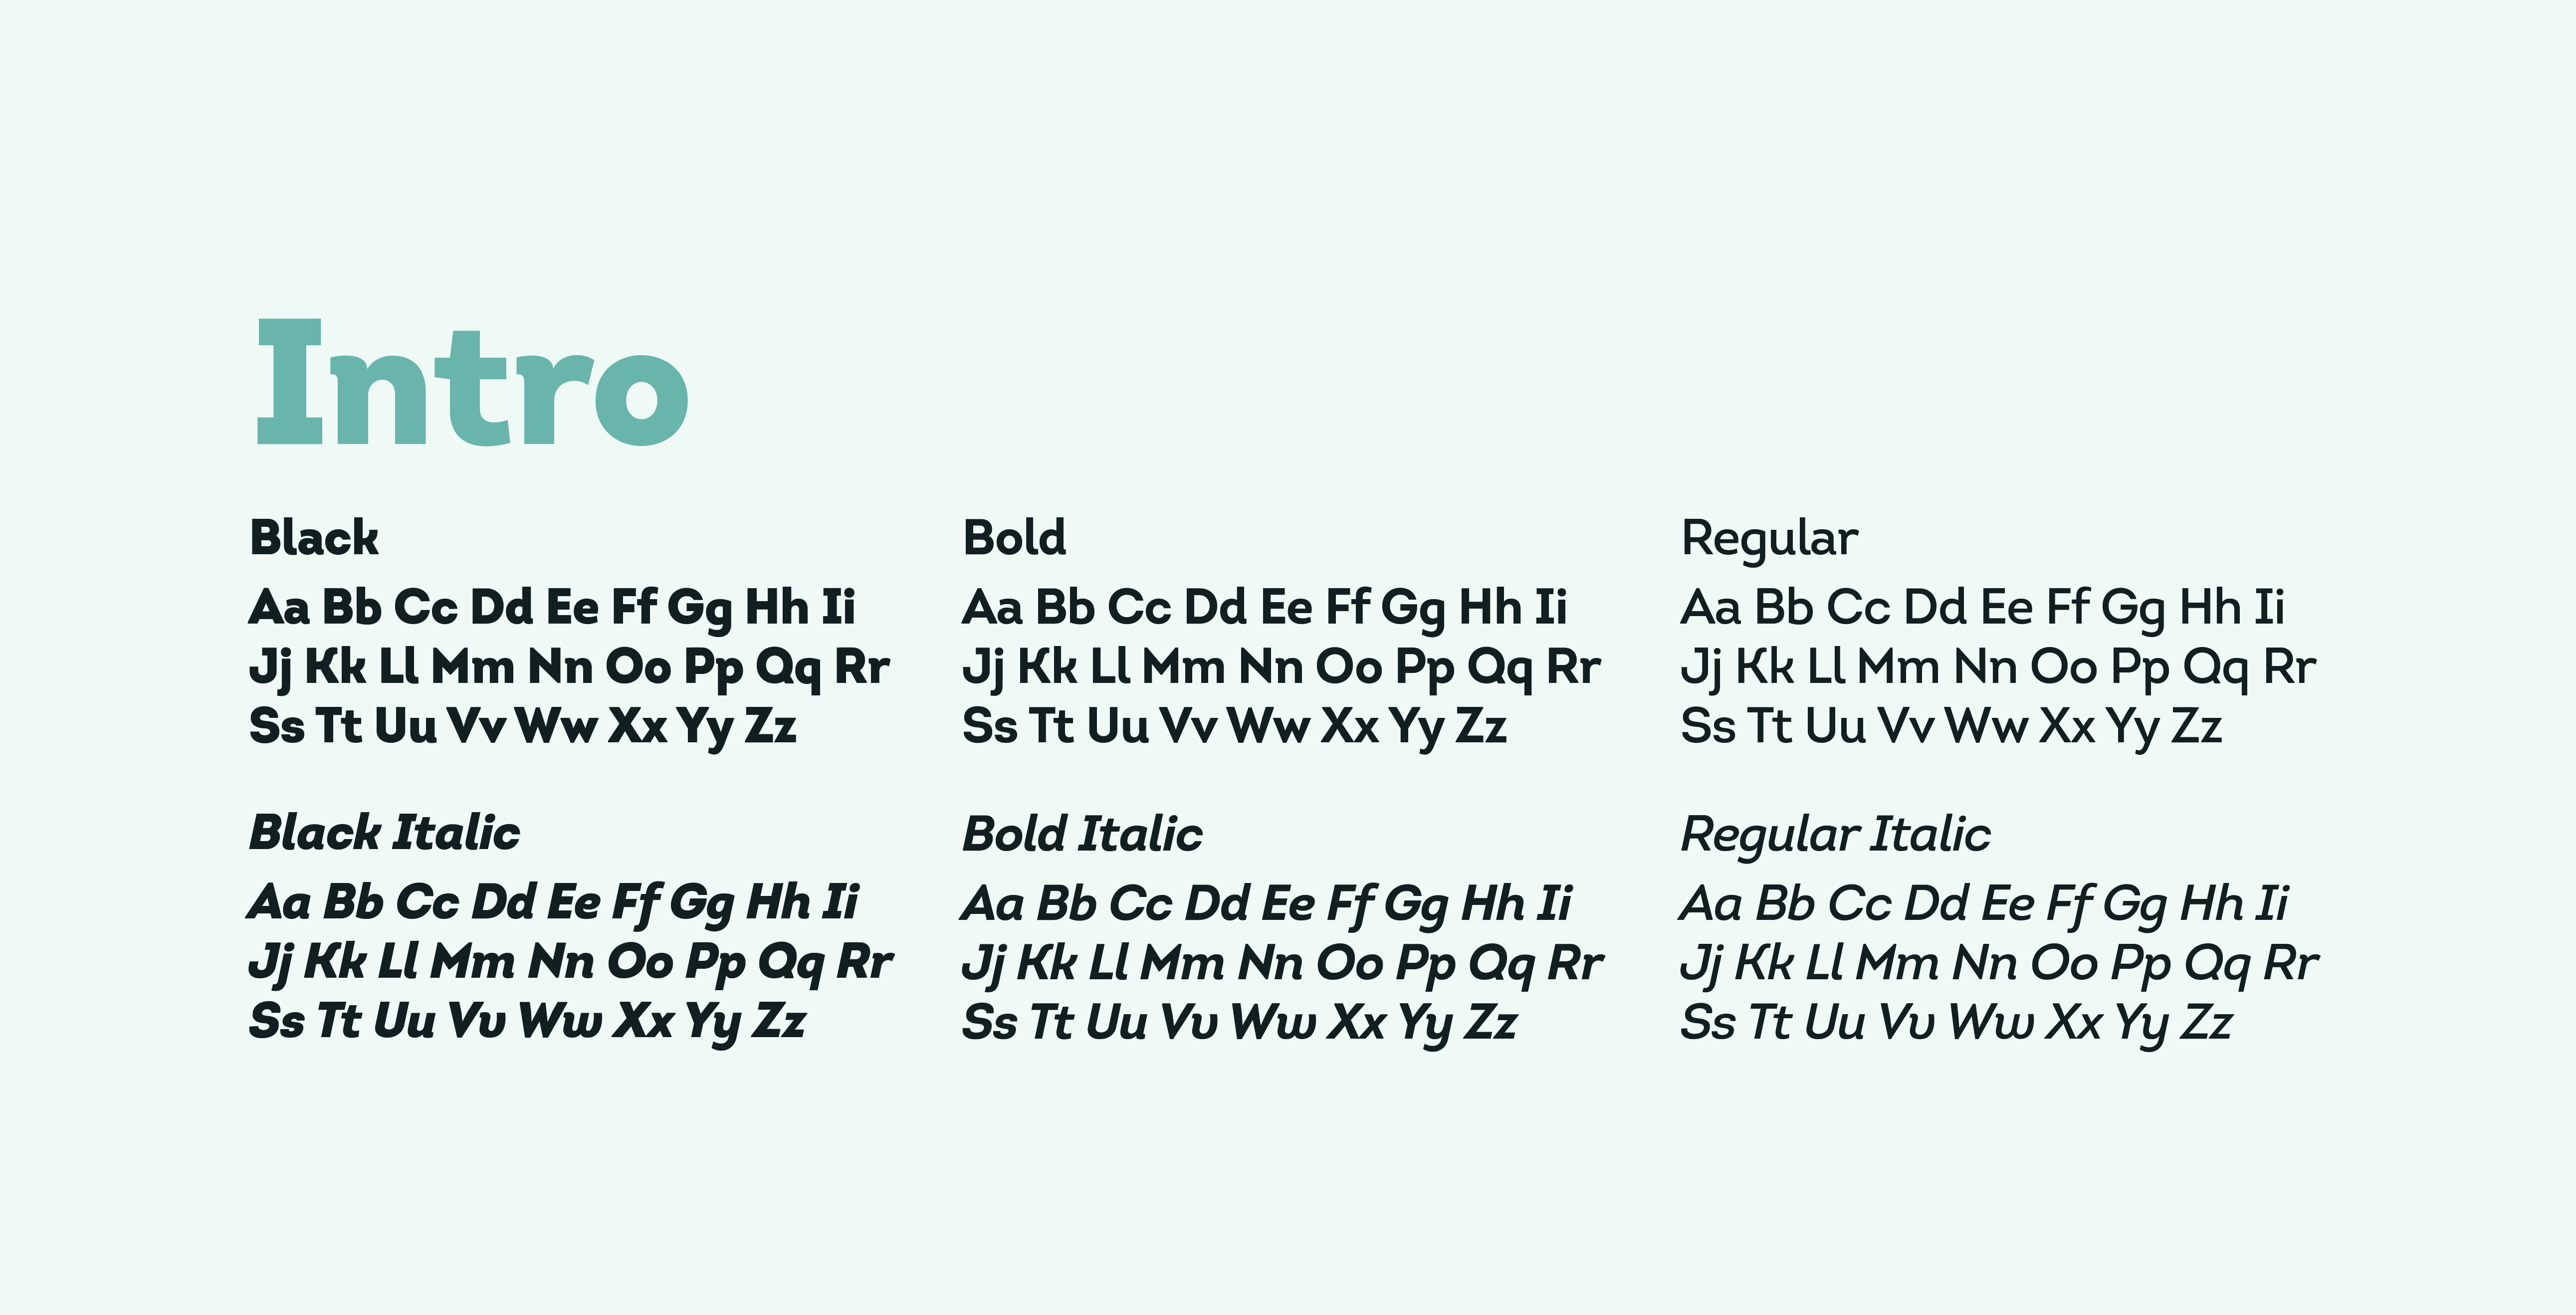 Intro
Black
Aa Bb Cc Dd Ee Ff Gg Hh Ii
Jj Kk Ll Mm Nn Oo Pp Qq Rr
Ss Tt Uu Vv Ww Xx Yy Zz
Bold
Aa Bb Cc Dd Ee Ff Gg Hh Ii
Jj Kk Ll Mm Nn Oo Pp Qq Rr
Ss Tt Uu Vv Ww Xx Yy Zz
Regular
Aa Bb Cc Dd Ee Ff Gg Hh Ii
Jj Kk Ll Mm Nn Oo Pp Qq Rr
Ss Tt Uu Vv Ww Xx Yy Zz
Black Italic
Aa Bb Cc Dd Ee Ff Gg Hh Ii
Jj Kk Ll Mm Nn Oo Pp Qq Rr
Ss Tt Uu Vv Ww Xx Yy Zz
Bold Italic
Aa Bb Cc Dd Ee Ff Gg Hh Ii
Jj Kk Ll Mm Nn Oo Pp Qq Rr
Ss Tt Uu Vv Ww Xx Yy Zz
Regular Italic
Aa Bb Cc Dd Ee Ff Gg Hh Ii
Jj Kk Ll Mm Nn Oo Pp Qq Rr
Ss Tt Uu Vv Ww Xx Yy Zz